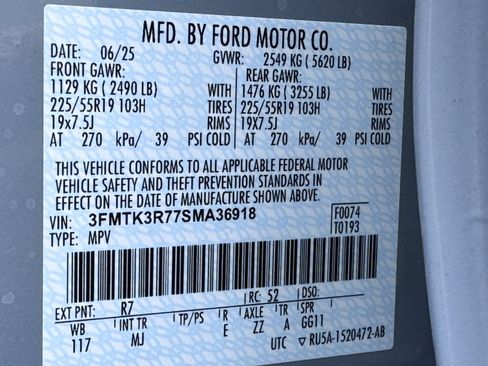 MFD. BY FORD MOTOR CO.
DATE: 06/25 GVWR: 2549 KG ( 5620 LB)
FRONT GAWR: REAR GAWR:
1129 KG ( 2490 LB) WITH 1476 KG ( 3255 LB) WITH
225/55R19 103H TIRES 225/55R19 103H TIRES
19x7.5J RIMS 19X7.5J RIMS
AT 270 kPa/ 39 PSI COLD AT 270 kPa/ 39 PSI COLD
THIS VEHICLE CONFORMS TO ALL APPLICABLE FEDERAL MOTOR
VEHICLE SAFETY AND THEFT PREVENTION STANDARDS IN
EFFECT ON THE DATE OF MANUFACTURE SHOWN ABOVE.
VIN: 3FMTK3R77SMA36918 F0074
TYPE: MPV T0193
EXT PNT: R7 RC: 52 DSO:
WB INT TR TP/PS R AXLE TR SPR
117 MJ E ZZ A GG11
UTC RU5A-1520472-AB